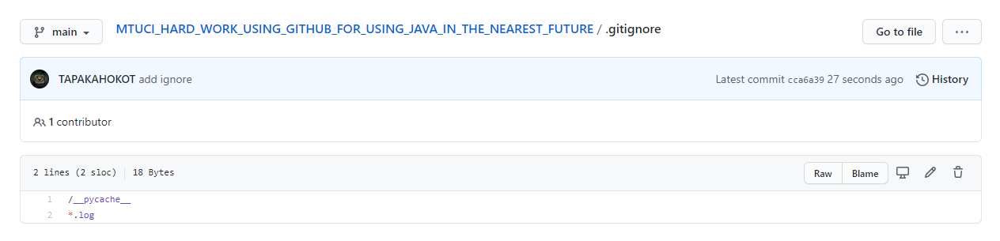 main
MTUCI_HARD_WORK_USING_GITHUB_FOR_USING_JAVA_IN_THE_NEAREST_FUTURE / .gitignore
Go to file
...
TAPAKAHOKOT add ignore
Latest commit cca6a39 27 seconds ago
History
1 contributor
2 lines (2 sloc)
18 Bytes
Raw
Blame
1 /__pycache__
2 *.log